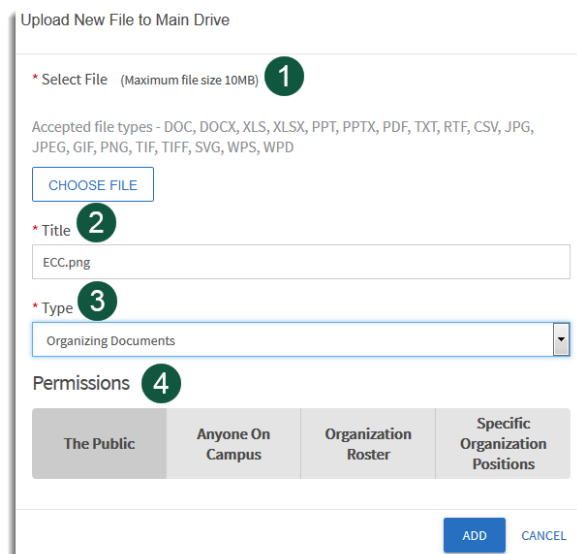 Upload New File to Main Drive
* Select File (Maximum file size 10MB) 1
Accepted file types - DOC, DOCX, XLS, XLSX, PPT, PPTX, PDF, TXT, RTF, CSV, JPG,
JPEG, GIF, PNG, TIF, TIFF, SVG, WPS, WPD
CHOOSE FILE
* Title 2
ECC.png
* Type 3
Organizing Documents
Permissions 4
The Public
Anyone On
Campus
Organization
Roster
Specific
Organization
Positions
ADD CANCEL